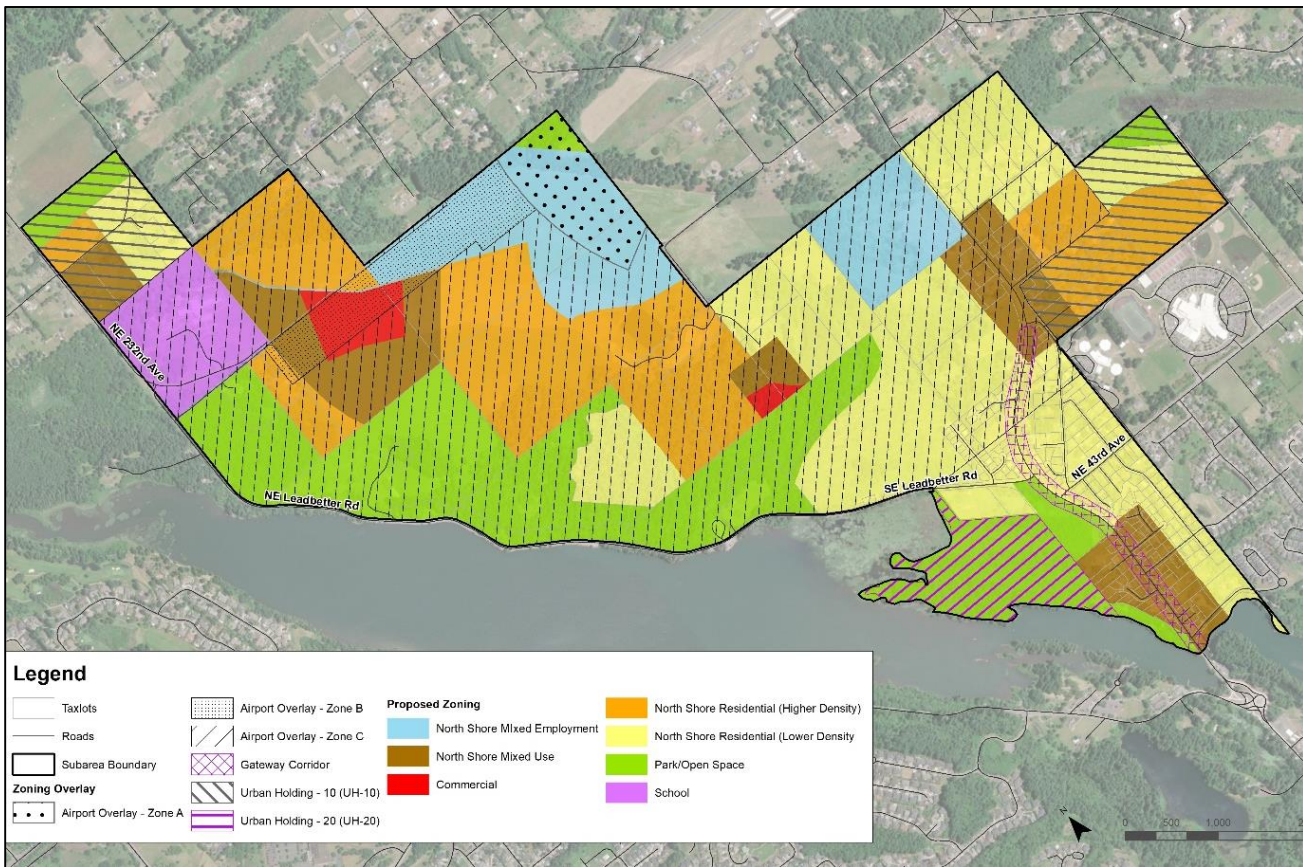 NE 232nd Ave
NE Leadbetter Rd
SE Leadbetter Rd
NE 43rd Ave
Legend
Taxlots
Roads
Subarea Boundary
Zoning Overlay
Airport Overlay - Zone A
Airport Overlay - Zone B
Airport Overlay - Zone C
Gateway Corridor
Urban Holding - 10 (UH-10)
Urban Holding - 20 (UH-20)
Proposed Zoning
North Shore MIxed Employment
North Shore Mixed Use
Commercial
North Shore Residential (Higher Density)
North Shore Residential (Lower Density
Park/Open Space
School
N
0 500 1,000